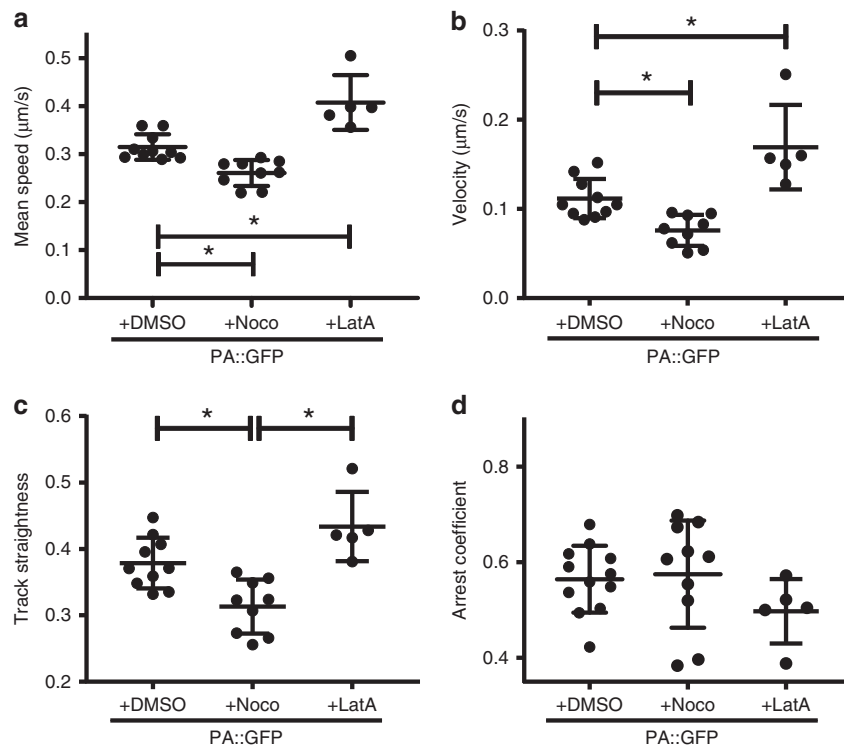 a
Mean speed (μm/s)
0.5
0.4
0.3
0.2
0.1
0.0
*
*
+DMSO +Noco +LatA
PA::GFP
b
Velocity (μm/s)
0.3
0.2
0.1
0.0
*
*
+DMSO +Noco +LatA
PA::GFP
c
Track straightness
0.6
0.5
0.4
0.3
0.2
* *
+DMSO +Noco +LatA
PA::GFP
d
Arrest coefficient
0.8
0.6
0.4
+DMSO +Noco +LatA
PA::GFP